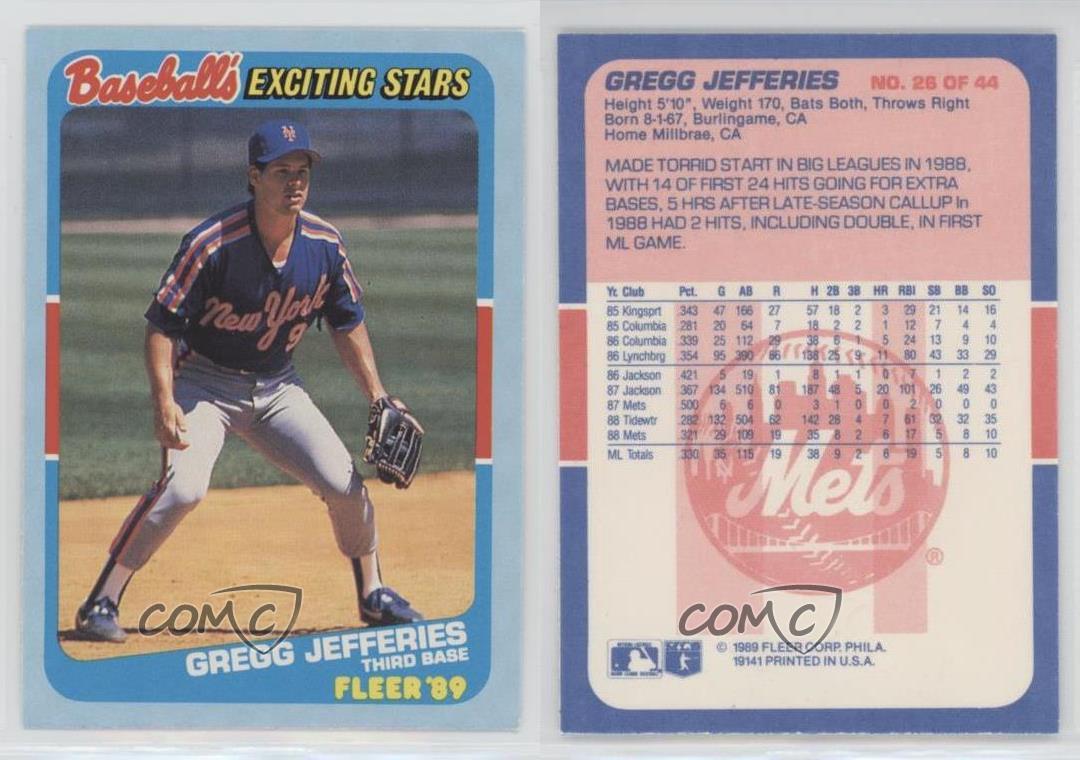 Baseball's EXCITING STARS
New York
9
GREGG JEFFERIES
THIRD BASE
FLEER '89
COMC
GREGG JEFFERIES NO. 26 OF 44
Height 5'10", Weight 170, Bats Both, Throws Right
Born 8-1-67, Burlingame, CA
Home Millbrae, CA
MADE TORRID START IN BIG LEAGUES IN 1988,
WITH 14 OF FIRST 24 HITS GOING FOR EXTRA
BASES, 5 HRS AFTER LATE-SEASON CALLUP In
1988 HAD 2 HITS, INCLUDING DOUBLE, IN FIRST
ML GAME.
Yr. Club Pct. G AB R H 2B 3B HR RBI SB BB SO
85 Kingsprt .343 47 166 27 57 18 2 3 29 21 14 16
85 Columbia .281 20 64 7 18 2 2 1 12 7 4 4
86 Columbia .339 25 112 29 38 6 1 5 24 13 9 10
86 Lynchbrg .354 95 390 66 138 25 9 11 80 43 33 29
86 Jackson .421 5 19 1 8 1 1 0 7 1 2 2
87 Jackson .367 134 510 81 187 48 5 20 101 26 49 43
87 Mets .500 6 6 0 3 1 0 0 2 0 0 0
88 Tidewtr .282 132 504 62 142 28 4 7 61 32 32 35
88 Mets .321 29 109 19 35 8 2 6 17 5 8 10
ML Totals .330 35 115 19 38 9 2 6 19 5 8 10
Mets
®
COMC
© 1989 FLEER CORP. PHILA.
19141 PRINTED IN U.S.A.